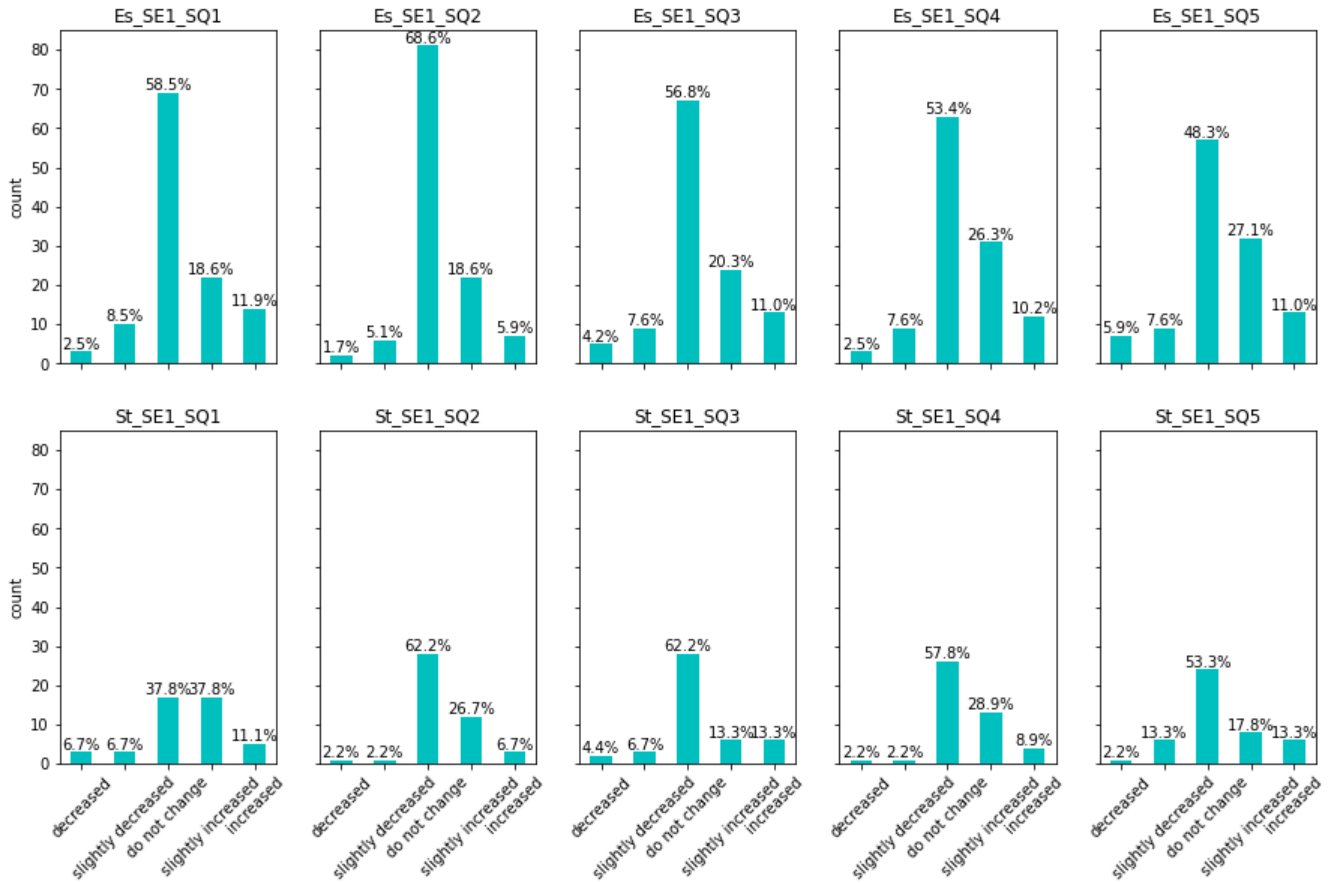 Es_SE1_SQ1 Es_SE1_SQ2 Es_SE1_SQ3 Es_SE1_SQ4 Es_SE1_SQ5
count
80
70
60
50
40
30
20
10
0
2.5% 8.5% 58.5% 18.6% 11.9%
1.7% 5.1% 68.6% 18.6% 5.9%
4.2% 7.6% 56.8% 20.3% 11.0%
2.5% 7.6% 53.4% 26.3% 10.2%
5.9% 7.6% 48.3% 27.1% 11.0%
St_SE1_SQ1 St_SE1_SQ2 St_SE1_SQ3 St_SE1_SQ4 St_SE1_SQ5
count
80
70
60
50
40
30
20
10
0
6.7% 6.7% 37.8% 37.8% 11.1%
2.2% 2.2% 62.2% 26.7% 6.7%
4.4% 6.7% 62.2% 13.3% 13.3%
2.2% 2.2% 57.8% 28.9% 8.9%
2.2% 13.3% 53.3% 17.8% 13.3%
decreased slightly decreased do not change slightly increased increased
decreased slightly decreased do not change slightly increased increased
decreased slightly decreased do not change slightly increased increased
decreased slightly decreased do not change slightly increased increased
decreased slightly decreased do not change slightly increased increased